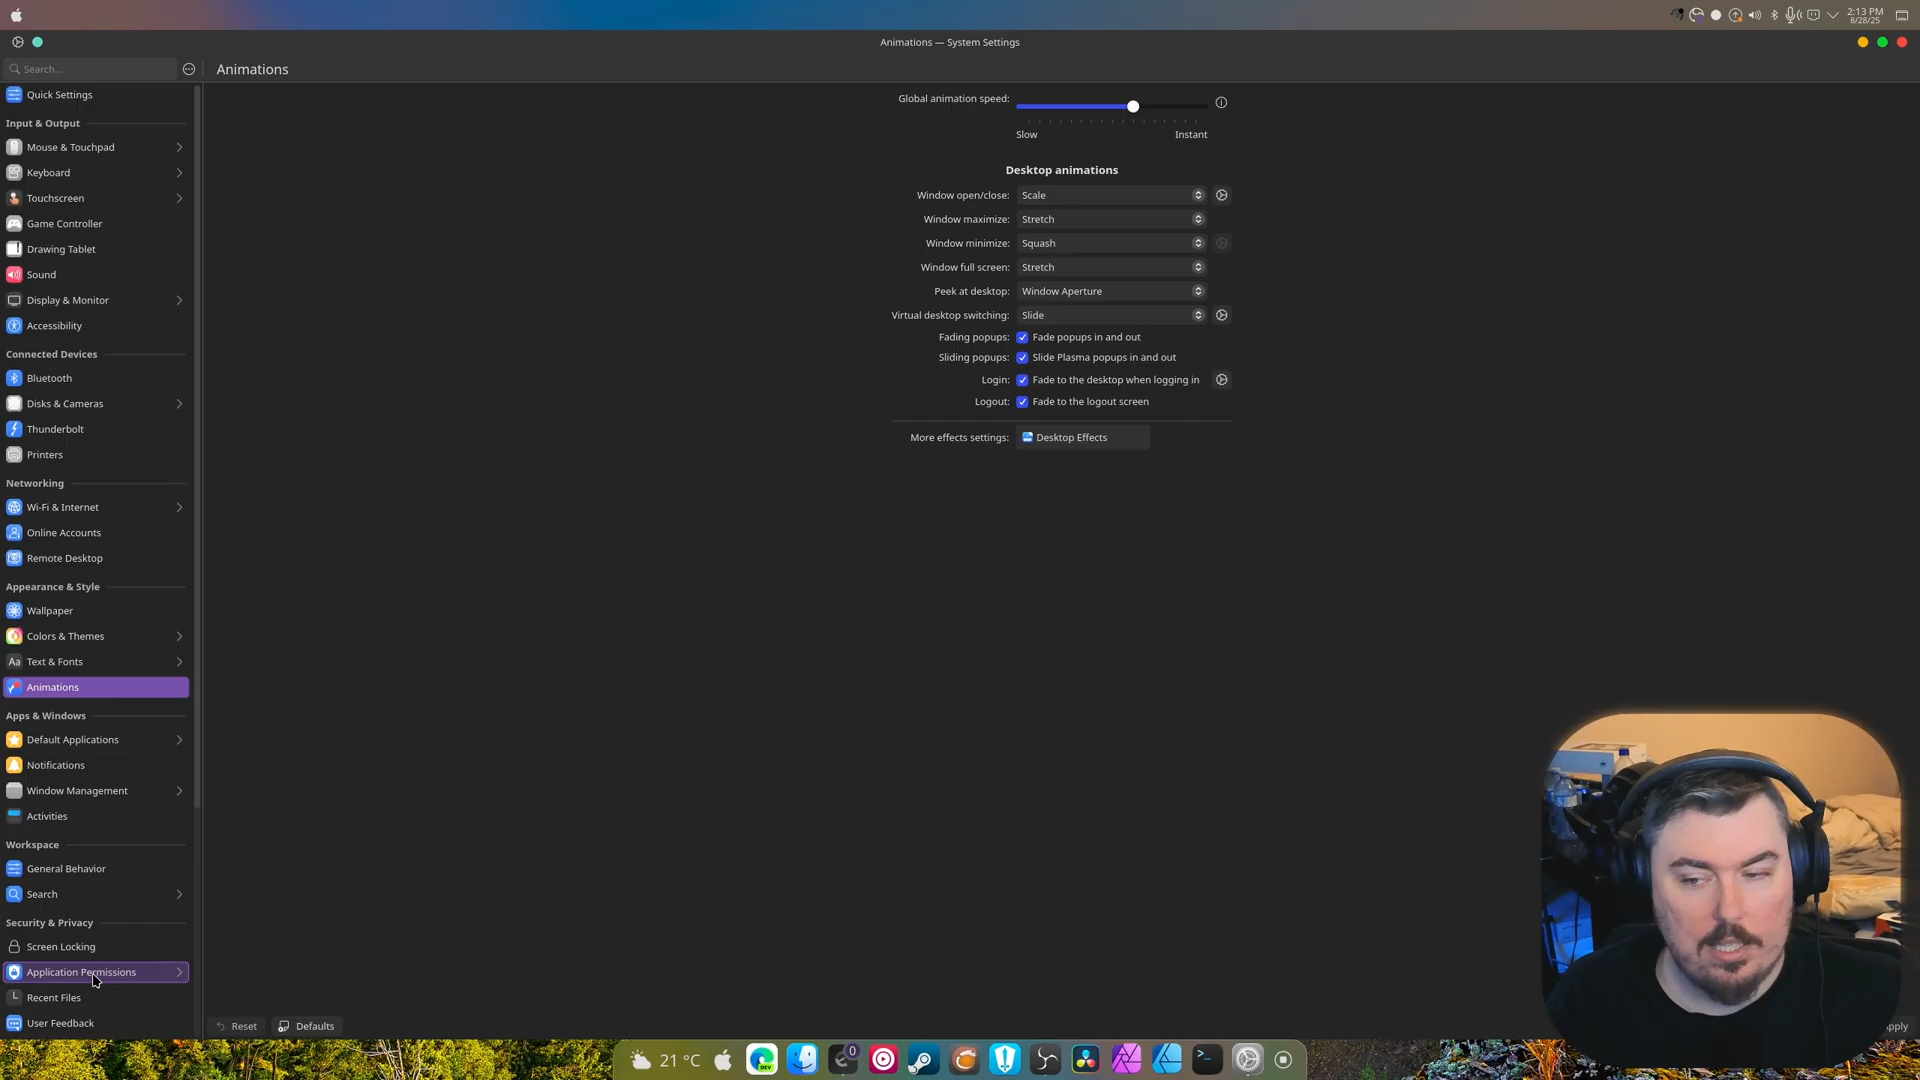 2:13 PM
8/28/25
Animations — System Settings
Search...
Animations
Quick Settings
Input & Output
Mouse & Touchpad
Keyboard
Touchscreen
Game Controller
Drawing Tablet
Sound
Display & Monitor
Accessibility
Connected Devices
Bluetooth
Disks & Cameras
Thunderbolt
Printers
Networking
Wi-Fi & Internet
Online Accounts
Remote Desktop
Appearance & Style
Wallpaper
Colors & Themes
Aa Text & Fonts
Animations
Apps & Windows
Default Applications
Notifications
Window Management
Activities
Workspace
General Behavior
Search
Security & Privacy
Screen Locking
Application Permissions
Recent Files
User Feedback
Global animation speed:
Slow Instant
Desktop animations
Window open/close: Scale
Window maximize: Stretch
Window minimize: Squash
Window full screen: Stretch
Peek at desktop: Window Aperture
Virtual desktop switching: Slide
Fading popups: Fade popups in and out
Sliding popups: Slide Plasma popups in and out
Login: Fade to the desktop when logging in
Logout: Fade to the logout screen
More effects settings: Desktop Effects
Reset Defaults
pply
21 °C DEV 0